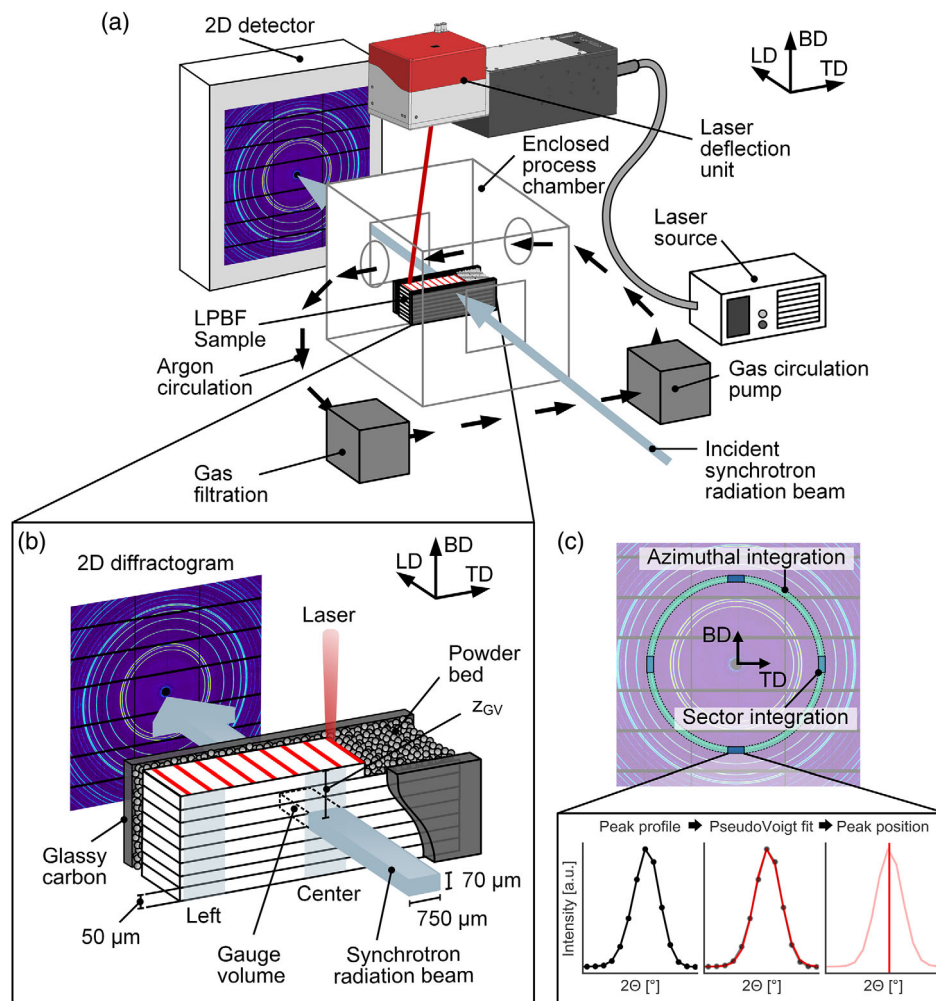 (a)
2D detector
BD
LD
TD
Laser
deflection
unit
Enclosed
process
chamber
Laser
source
LPBF
Sample
Argon
circulation
Gas circulation
pump
Gas
filtration
Incident
synchrotron
radiation beam
(b)
2D diffractogram
BD
LD
TD
Laser
Powder
bed
zGV
Glassy
carbon
Left
Center
70 µm
750 µm
50 µm
Gauge
volume
Synchrotron
radiation beam
(c)
Azimuthal integration
BD
TD
Sector integration
Peak profile
PseudoVoigt fit
Peak position
Intensity [a.u.]
2Θ [°]
2Θ [°]
2Θ [°]